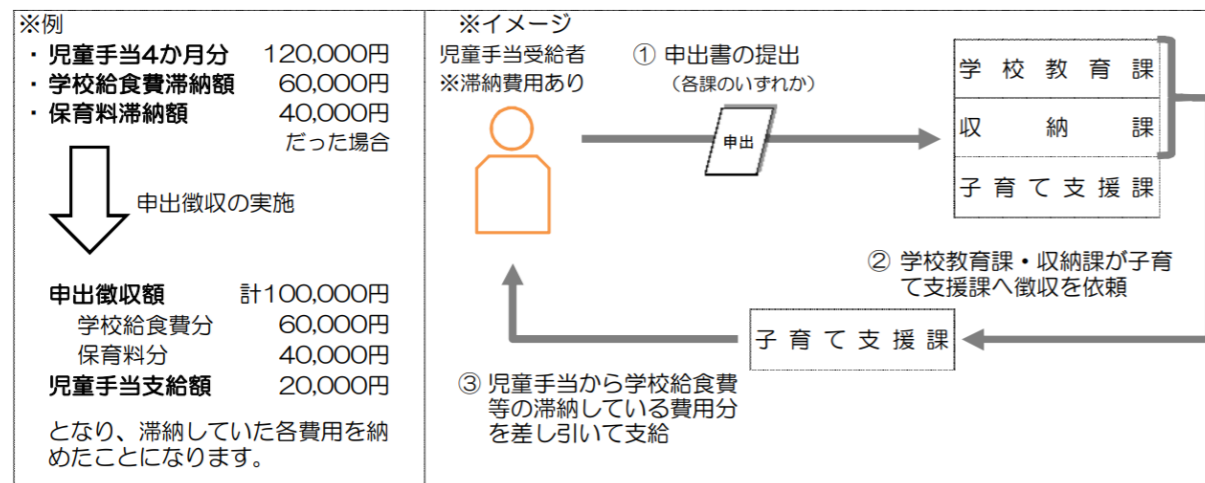 ※例
・児童手当4か月分 120,000円
・学校給食費滞納額 60,000円
・保育料滞納額 40,000円
だった場合
申出徴収の実施
申出徴収額 計100,000円
学校給食費分 60,000円
保育料分 40,000円
児童手当支給額 20,000円
となり、滞納していた各費用を納
めたことになります。
※イメージ
児童手当受給者
※滞納費用あり
① 申出書の提出
（各課のいずれか）
申出
学校教育課
収納課
子育て支援課
② 学校教育課・収納課が子育
て支援課へ徴収を依頼
子育て支援課
③ 児童手当から学校給食費
等の滞納している費用分
を差し引いて支給